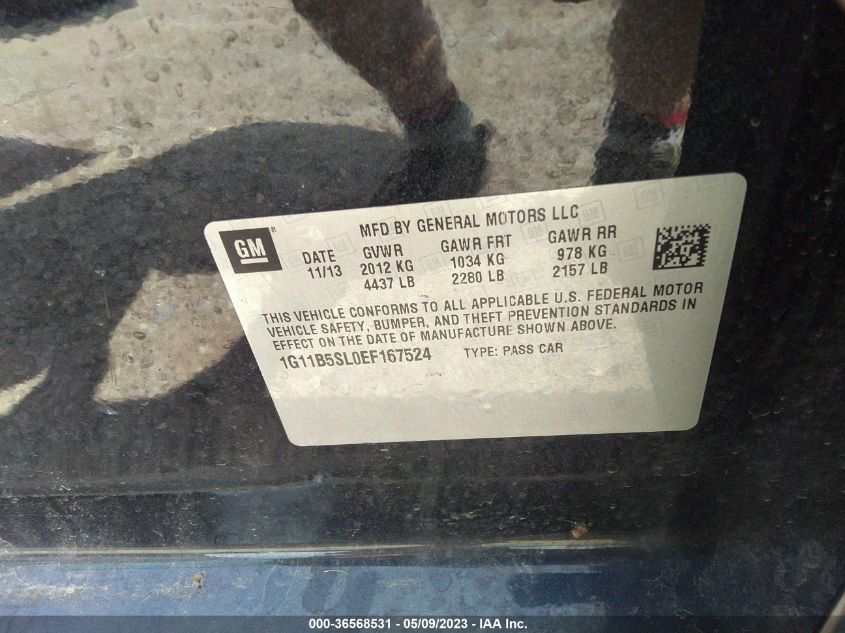 GM®
MFD BY GENERAL MOTORS LLC
DATE GVWR GAWR FRT GAWR RR
11/13 2012 KG 1034 KG 978 KG
4437 LB 2280 LB 2157 LB
THIS VEHICLE CONFORMS TO ALL APPLICABLE U.S. FEDERAL MOTOR
VEHICLE SAFETY, BUMPER, AND THEFT PREVENTION STANDARDS IN
EFFECT ON THE DATE OF MANUFACTURE SHOWN ABOVE.
1G11B5SL0EF167524 TYPE: PASS CAR
000-36568531 - 05/09/2023 - IAA Inc.